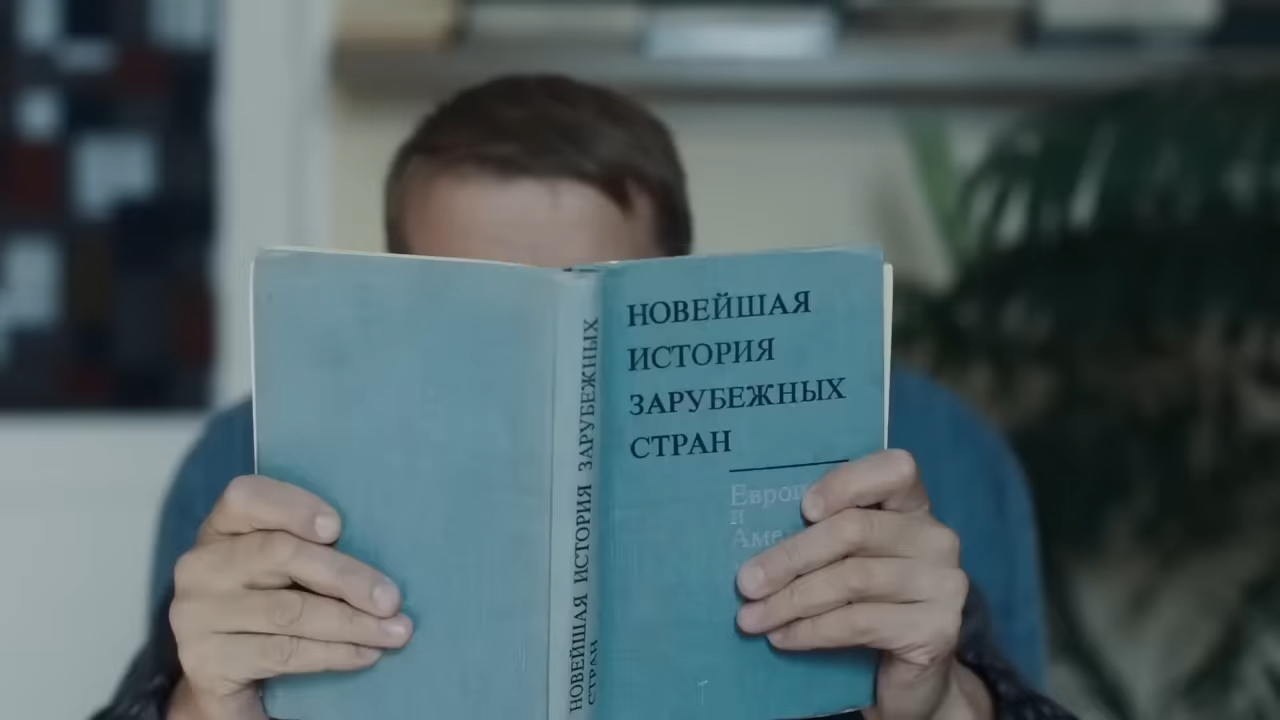 НОВЕЙШАЯ ИСТОРИЯ ЗАРУБЕЖНЫХ
СТРАН
НОВЕЙШАЯ
ИСТОРИЯ
ЗАРУБЕЖНЫХ
СТРАН
и